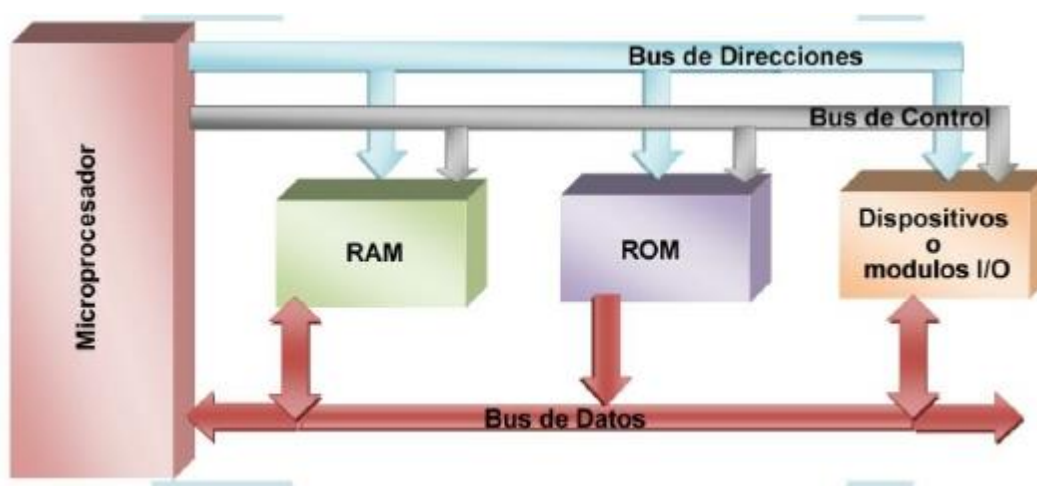 Microprocesador
Bus de Direcciones
Bus de Control
RAM
ROM
Dispositivos
o
modulos I/O
Bus de Datos